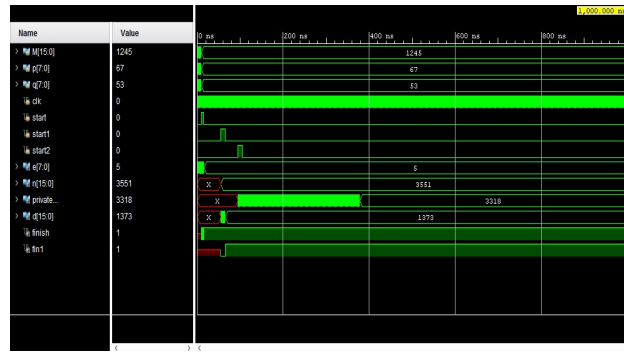 1,000.000 ns
Name Value
0 ns 200 ns 400 ns 600 ns 800 ns
M[15:0] 1245 1245
p[7:0] 67 67
q[7:0] 53 53
clk 0
start 0
start1 0
start2 0
e[7:0] 5 5
n[15:0] 3551 X 3551
private... 3318 X 3318
d[15:0] 1373 X 1373
finish 1
fin1 1